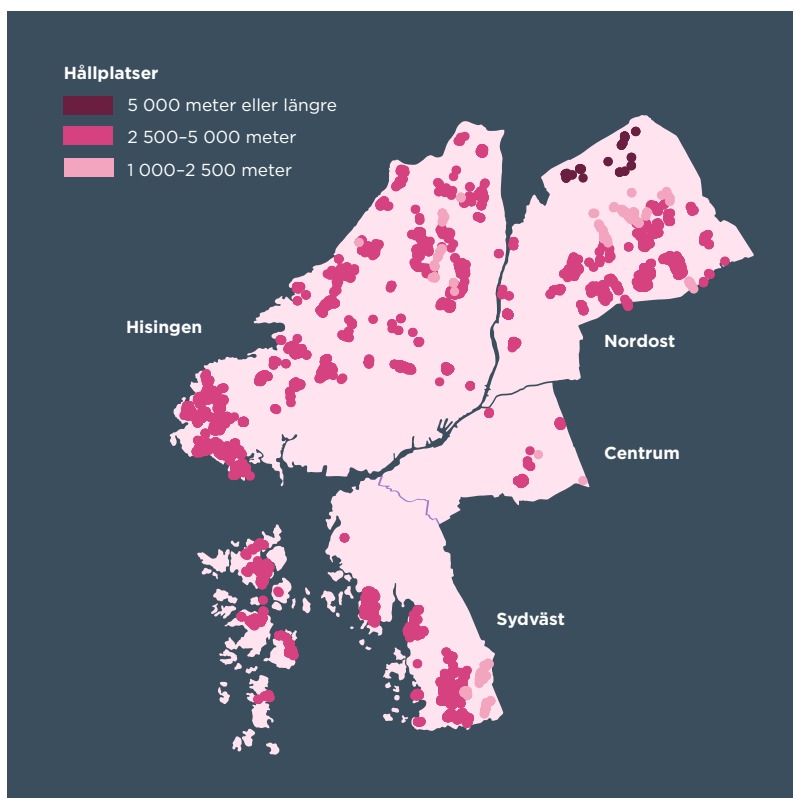 Hållplatser
5 000 meter eller längre
2 500–5 000 meter
1 000–2 500 meter
Hisingen
Nordost
Centrum
Sydväst